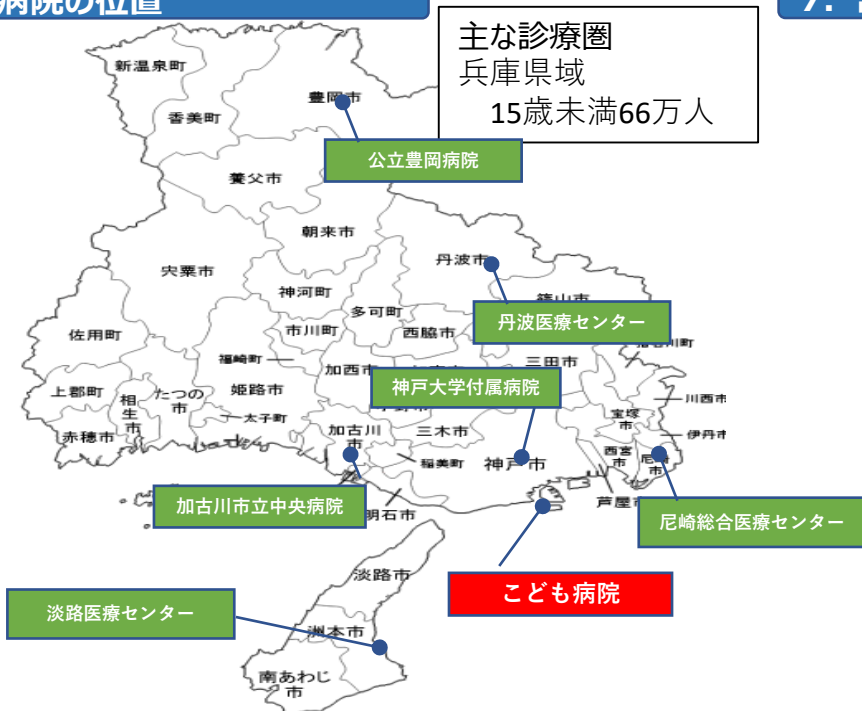 病院の位置
7.
主な診療圏
兵庫県域
15歳未満66万人
新温泉町
豊岡市
香美町
公立豊岡病院
養父市
朝来市
丹波市
宍粟市
神河町
多可町
篠山市
丹波医療センター
佐用町
市川町
西脇市
福崎町
加西市
三田市
神戸大学付属病院
上郡町
相生市
たつの市
姫路市
川西市
太子町
宝塚市
赤穂市
加古川市
三木市
伊丹市
稲美町
神戸市
西宮市
尼崎市
加古川市立中央病院
明石市
芦屋市
尼崎総合医療センター
淡路市
こども病院
淡路医療センター
洲本市
南あわじ市